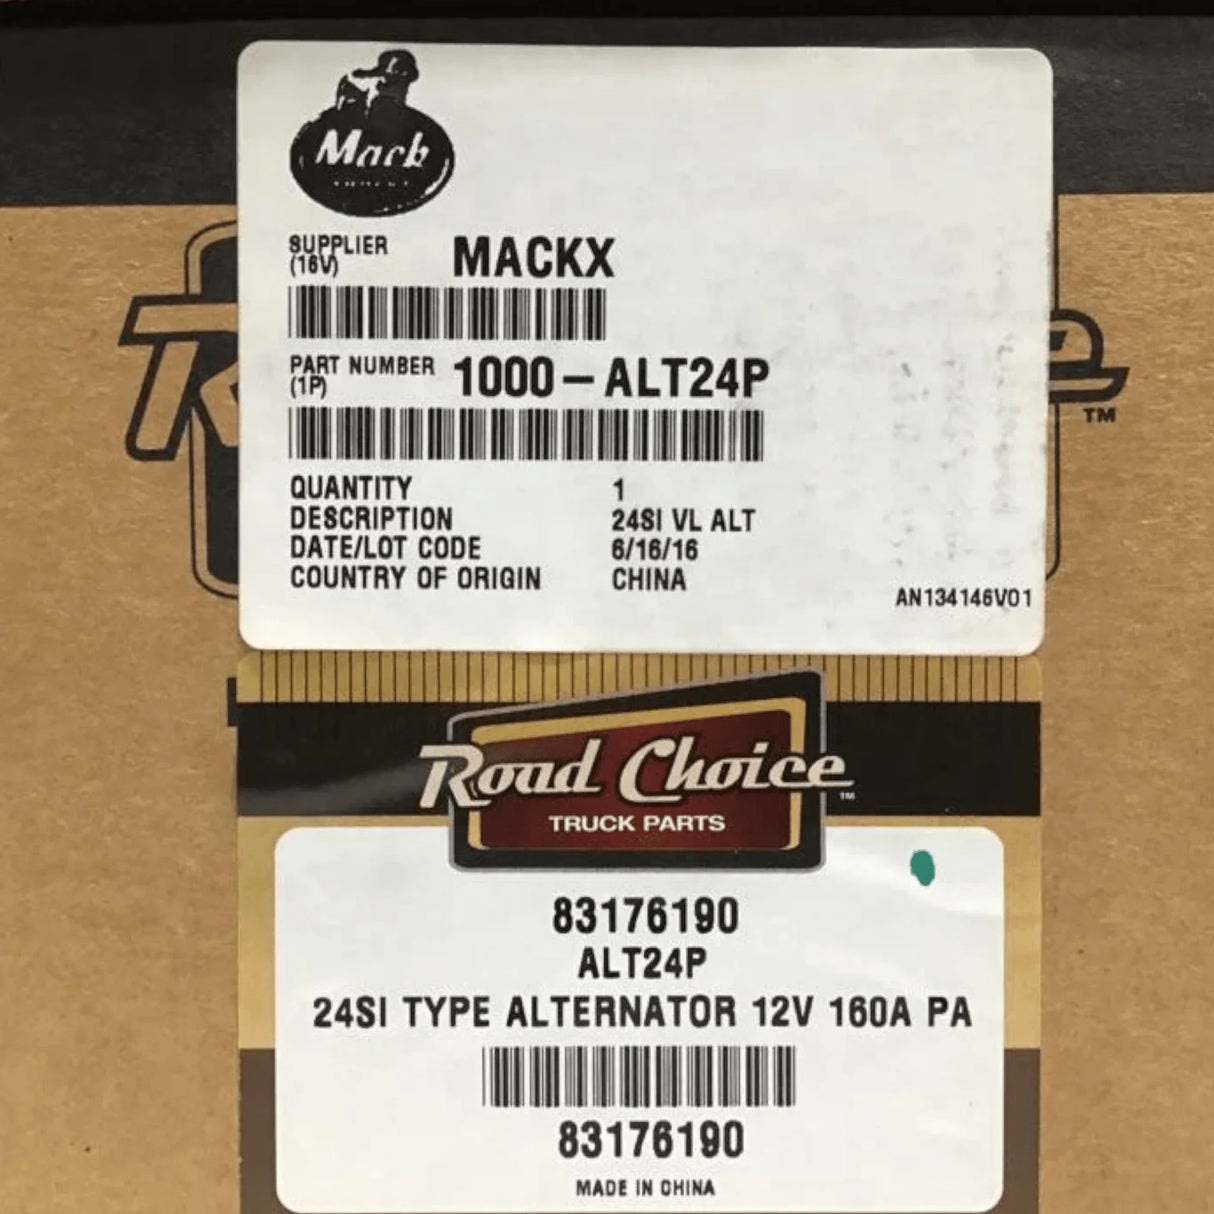 Mack
SUPPLIER
(16V)
MACKX
PART NUMBER
(1P)
1000-ALT24P
QUANTITY 1
DESCRIPTION 24SI VL ALT
DATE/LOT CODE 6/16/16
COUNTRY OF ORIGIN CHINA
AN134146V01
TM
Road Choice
TM
TRUCK PARTS
83176190
ALT24P
24SI TYPE ALTERNATOR 12V 160A PA
83176190
MADE IN CHINA